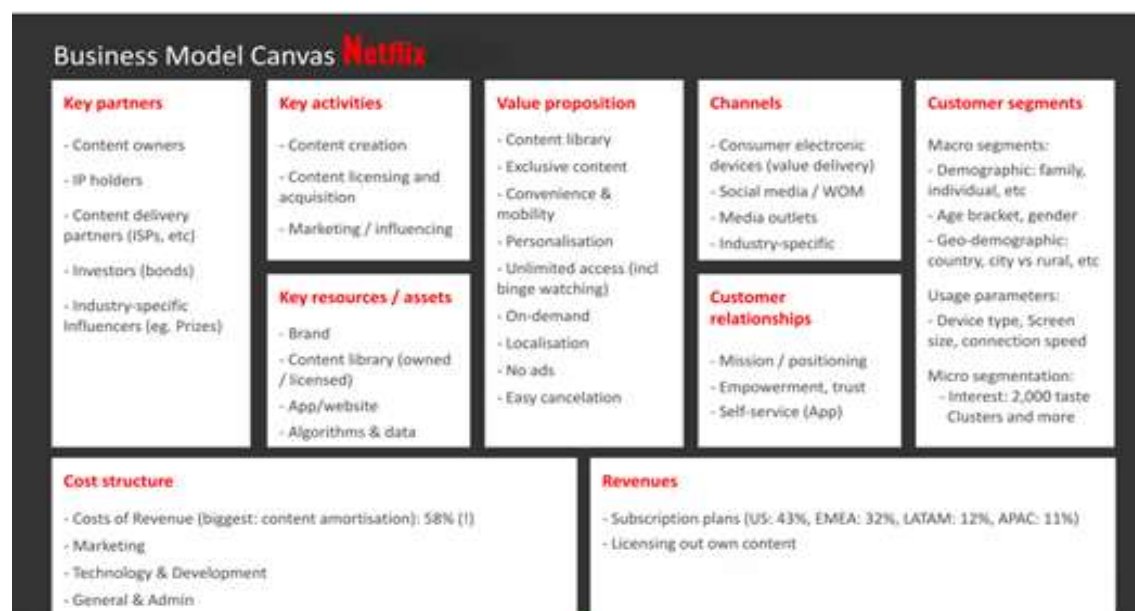 Business Model Canvas Netflix
Key partners
- Content owners
- IP holders
- Content delivery
partners (ISPs, etc)
- Investors (bonds)
- Industry-specific
Influencers (eg. Prizes)
Key activities
- Content creation
- Content licensing and
acquisition
- Marketing / influencing
Key resources / assets
- Brand
- Content library (owned
/ licensed)
- App/website
- Algorithms & data
Value proposition
- Content library
- Exclusive content
- Convenience &
mobility
- Personalisation
- Unlimited access (incl
binge watching)
- On-demand
- Localisation
- No ads
- Easy cancelation
Channels
- Consumer electronic
devices (value delivery)
- Social media / WOM
- Media outlets
- Industry-specific
Customer
relationships
- Mission / positioning
- Empowerment, trust
- Self-service (App)
Customer segments
Macro segments:
- Demographic: family,
individual, etc
- Age bracket, gender
- Geo-demographic:
country, city vs rural, etc
Usage parameters:
- Device type, Screen
size, connection speed
Micro segmentation:
- Interest: 2,000 taste
Clusters and more
Cost structure
- Costs of Revenue (biggest: content amortisation): 58% (!)
- Marketing
- Technology & Development
- General & Admin
Revenues
- Subscription plans (US: 43%, EMEA: 32%, LATAM: 12%, APAC: 11%)
- Licensing out own content